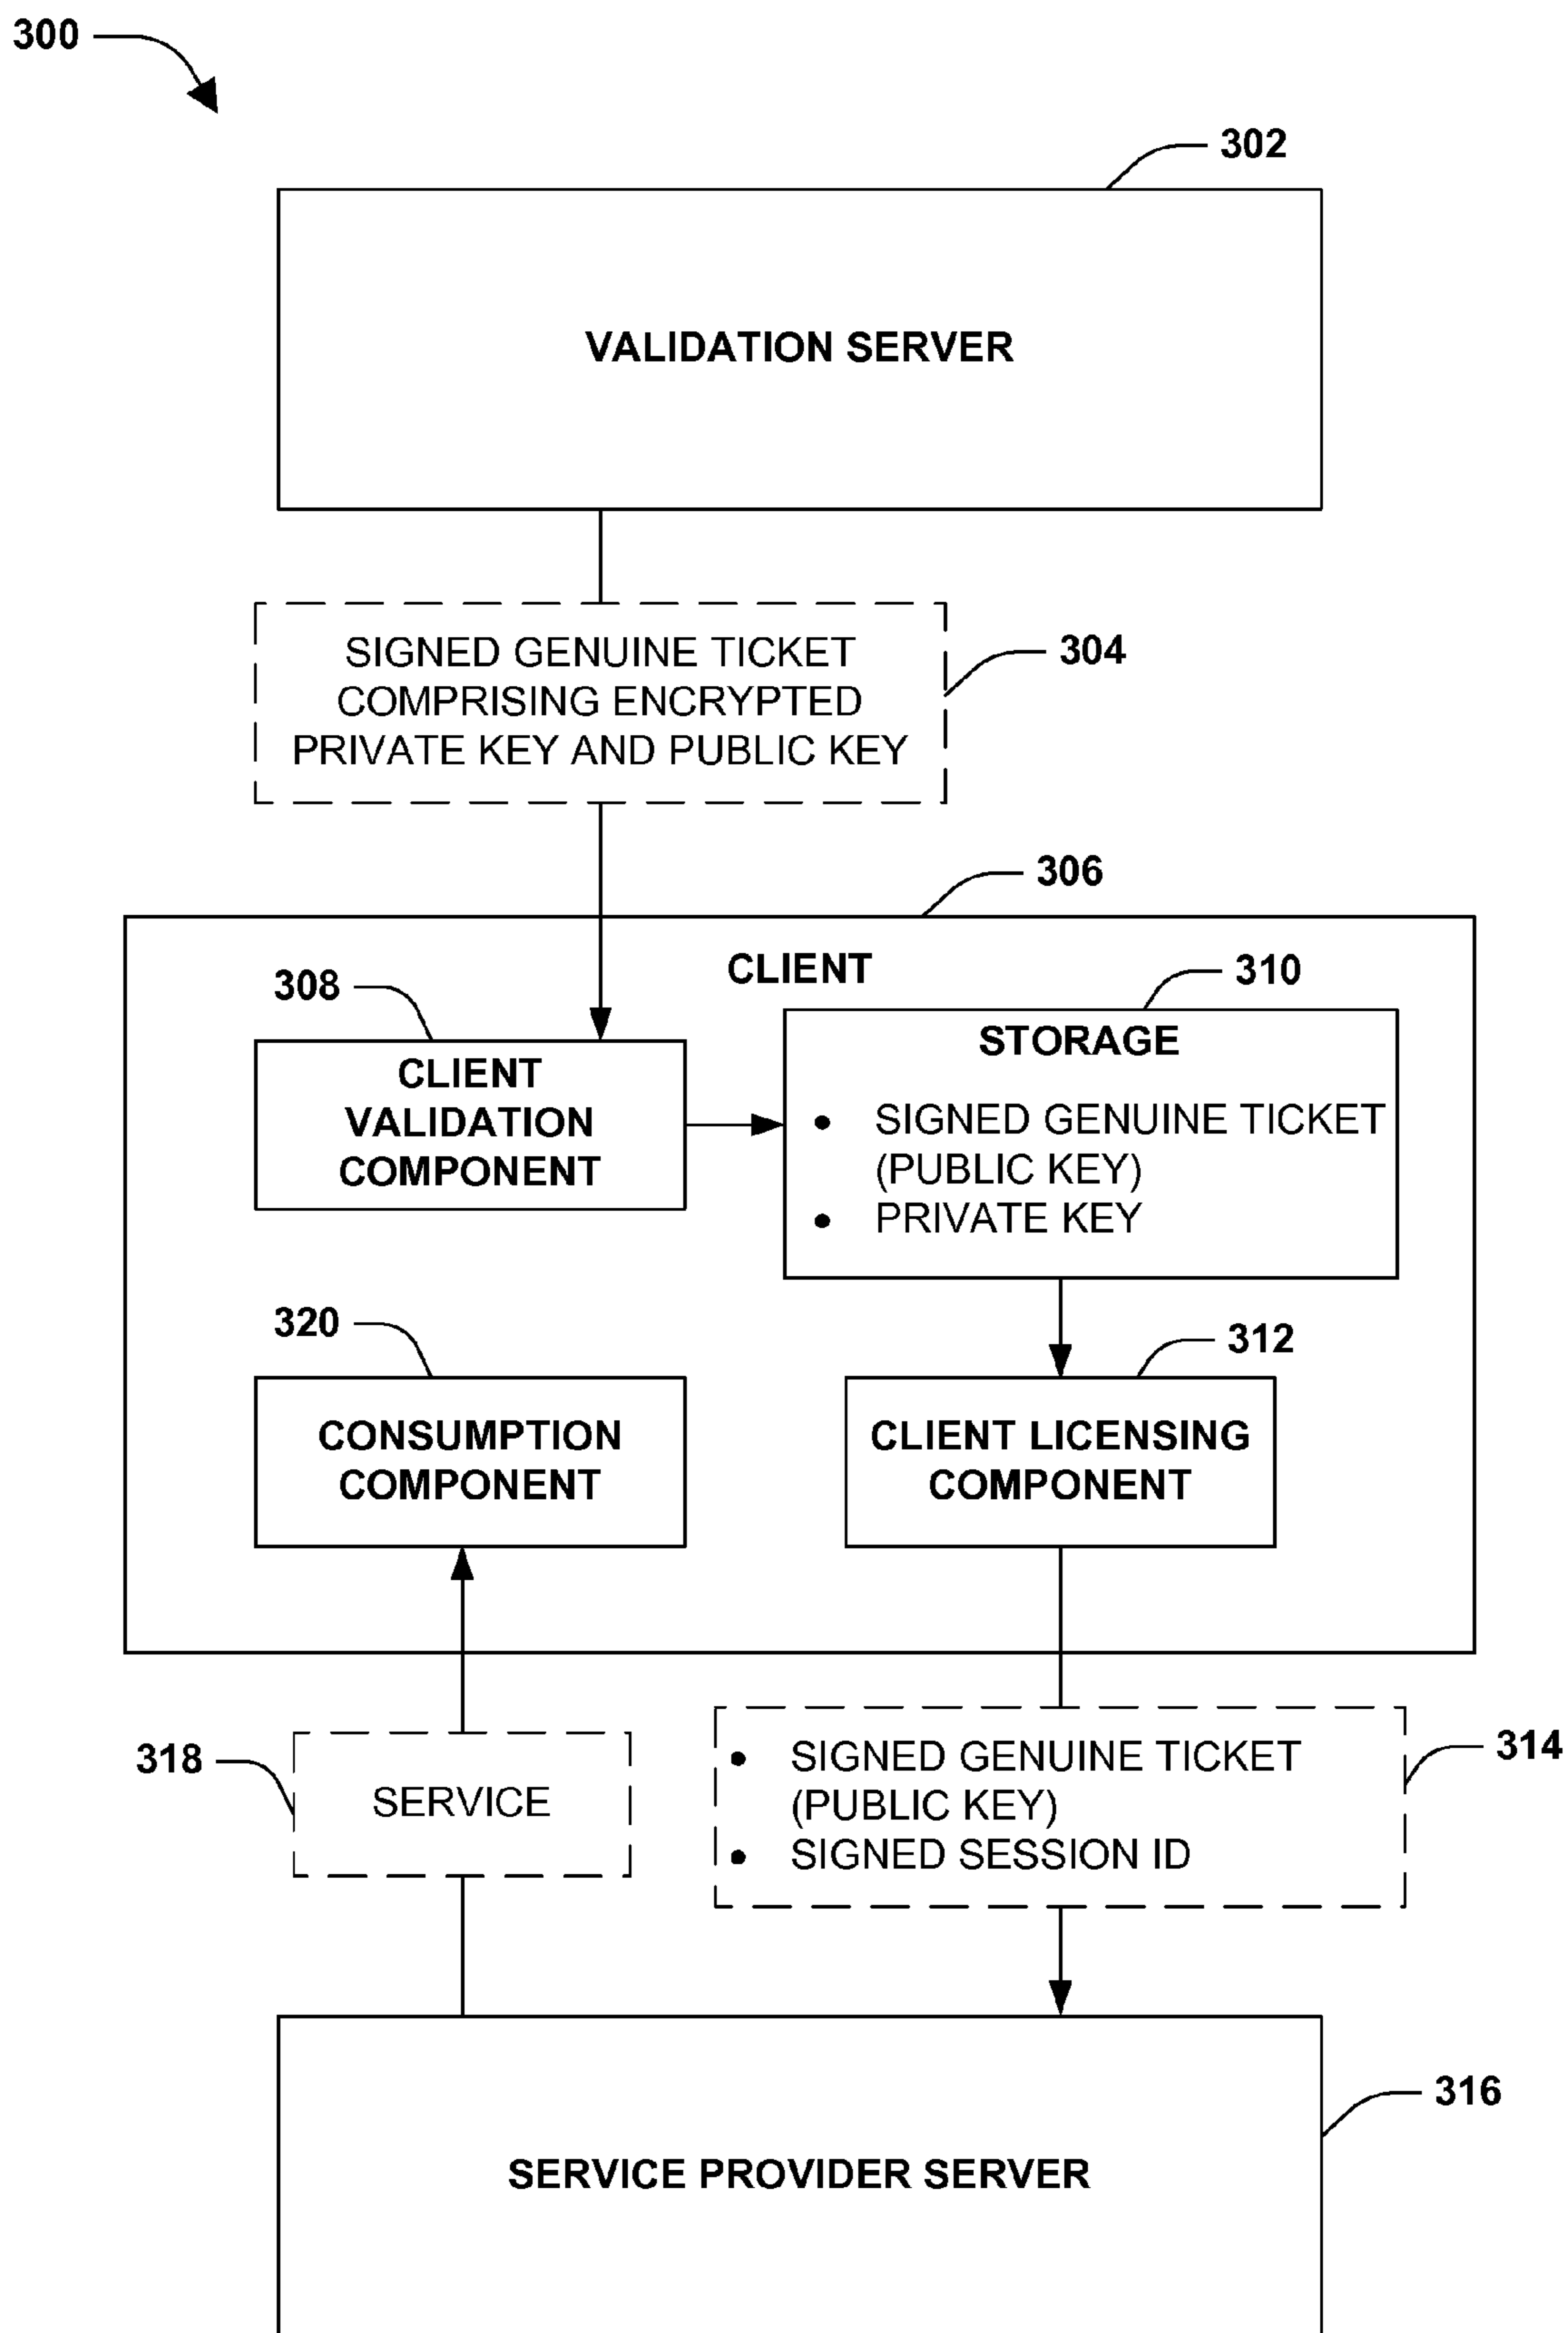 300
302
VALIDATION SERVER
SIGNED GENUINE TICKET
COMPRISING ENCRYPTED
PRIVATE KEY AND PUBLIC KEY
304
306
CLIENT
308
310
CLIENT
VALIDATION
COMPONENT
STORAGE
• SIGNED GENUINE TICKET
(PUBLIC KEY)
• PRIVATE KEY
320
312
CONSUMPTION
COMPONENT
CLIENT LICENSING
COMPONENT
318
SERVICE
• SIGNED GENUINE TICKET
(PUBLIC KEY)
• SIGNED SESSION ID
314
316
SERVICE PROVIDER SERVER